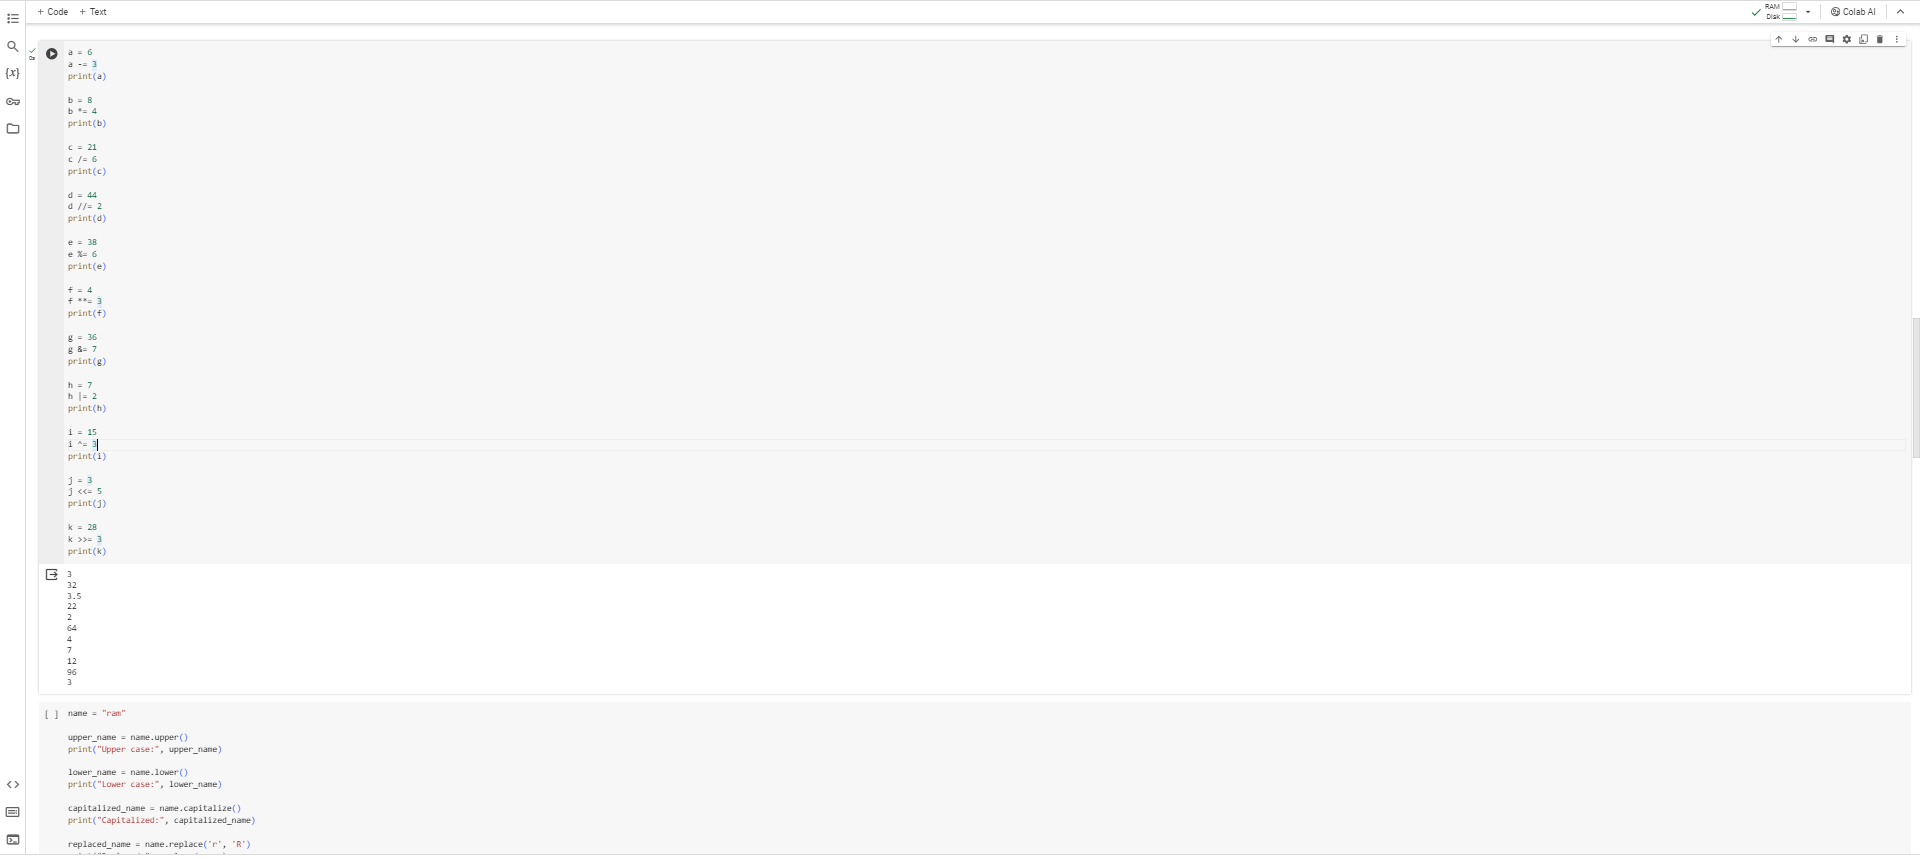 + Code + Text
RAM
Disk
Colab AI
{x}
a = 6
a -= 3
print(a)
b = 8
b *= 4
print(b)
c = 21
c /= 6
print(c)
d = 44
d //= 2
print(d)
e = 38
e %= 6
print(e)
f = 4
f **= 3
print(f)
g = 36
g &= 7
print(g)
h = 7
h |= 2
print(h)
i = 15
i ^= 3
print(i)
j = 3
j <<= 5
print(j)
k = 28
k >>= 3
print(k)
3
32
3.5
22
2
64
4
7
12
96
3
[ ] name = "ram"
upper_name = name.upper()
print("Upper case:", upper_name)
lower_name = name.lower()
print("Lower case:", lower_name)
capitalized_name = name.capitalize()
print("Capitalized:", capitalized_name)
replaced_name = name.replace('r', 'R')